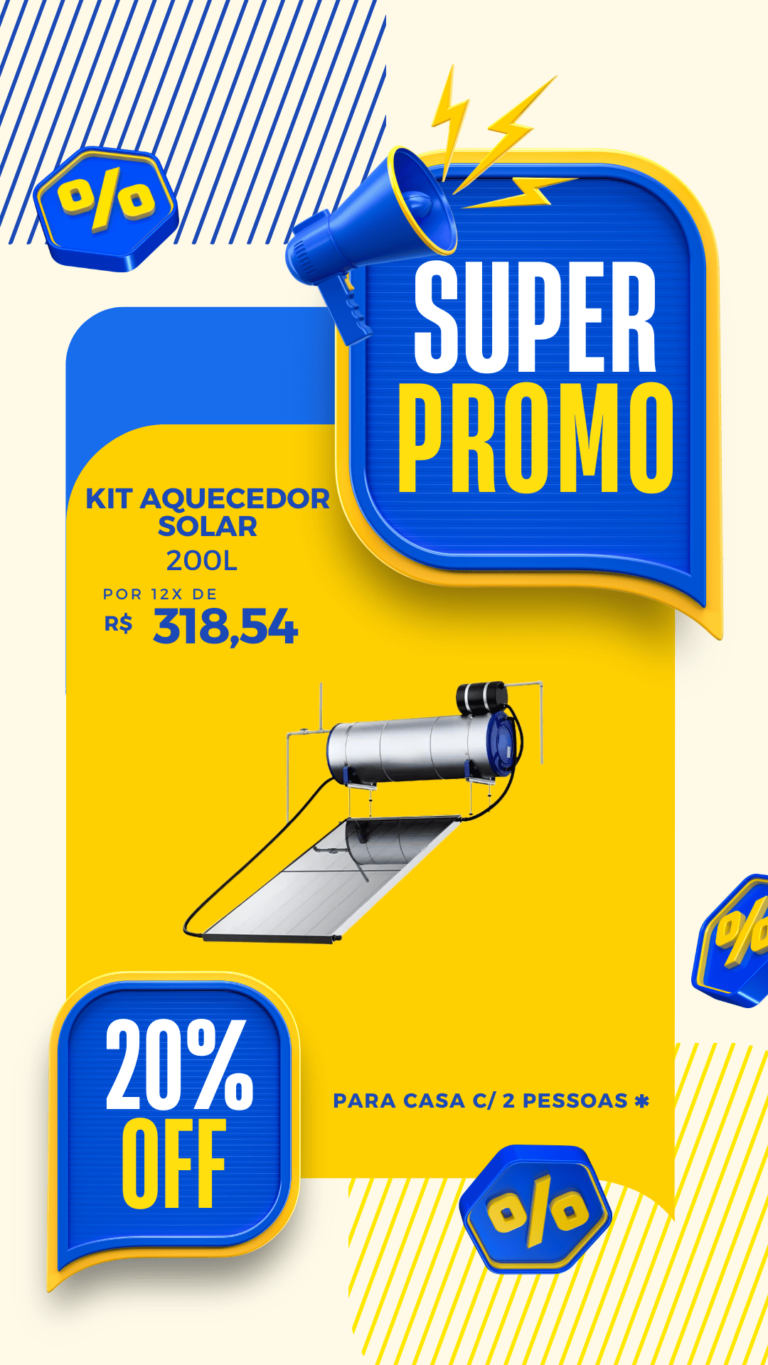 %
SUPER
PROMO
KIT AQUECEDOR
SOLAR
200L
POR 12X DE
R$ 318,54
%
20%
OFF
PARA CASA C/ 2 PESSOAS *
%